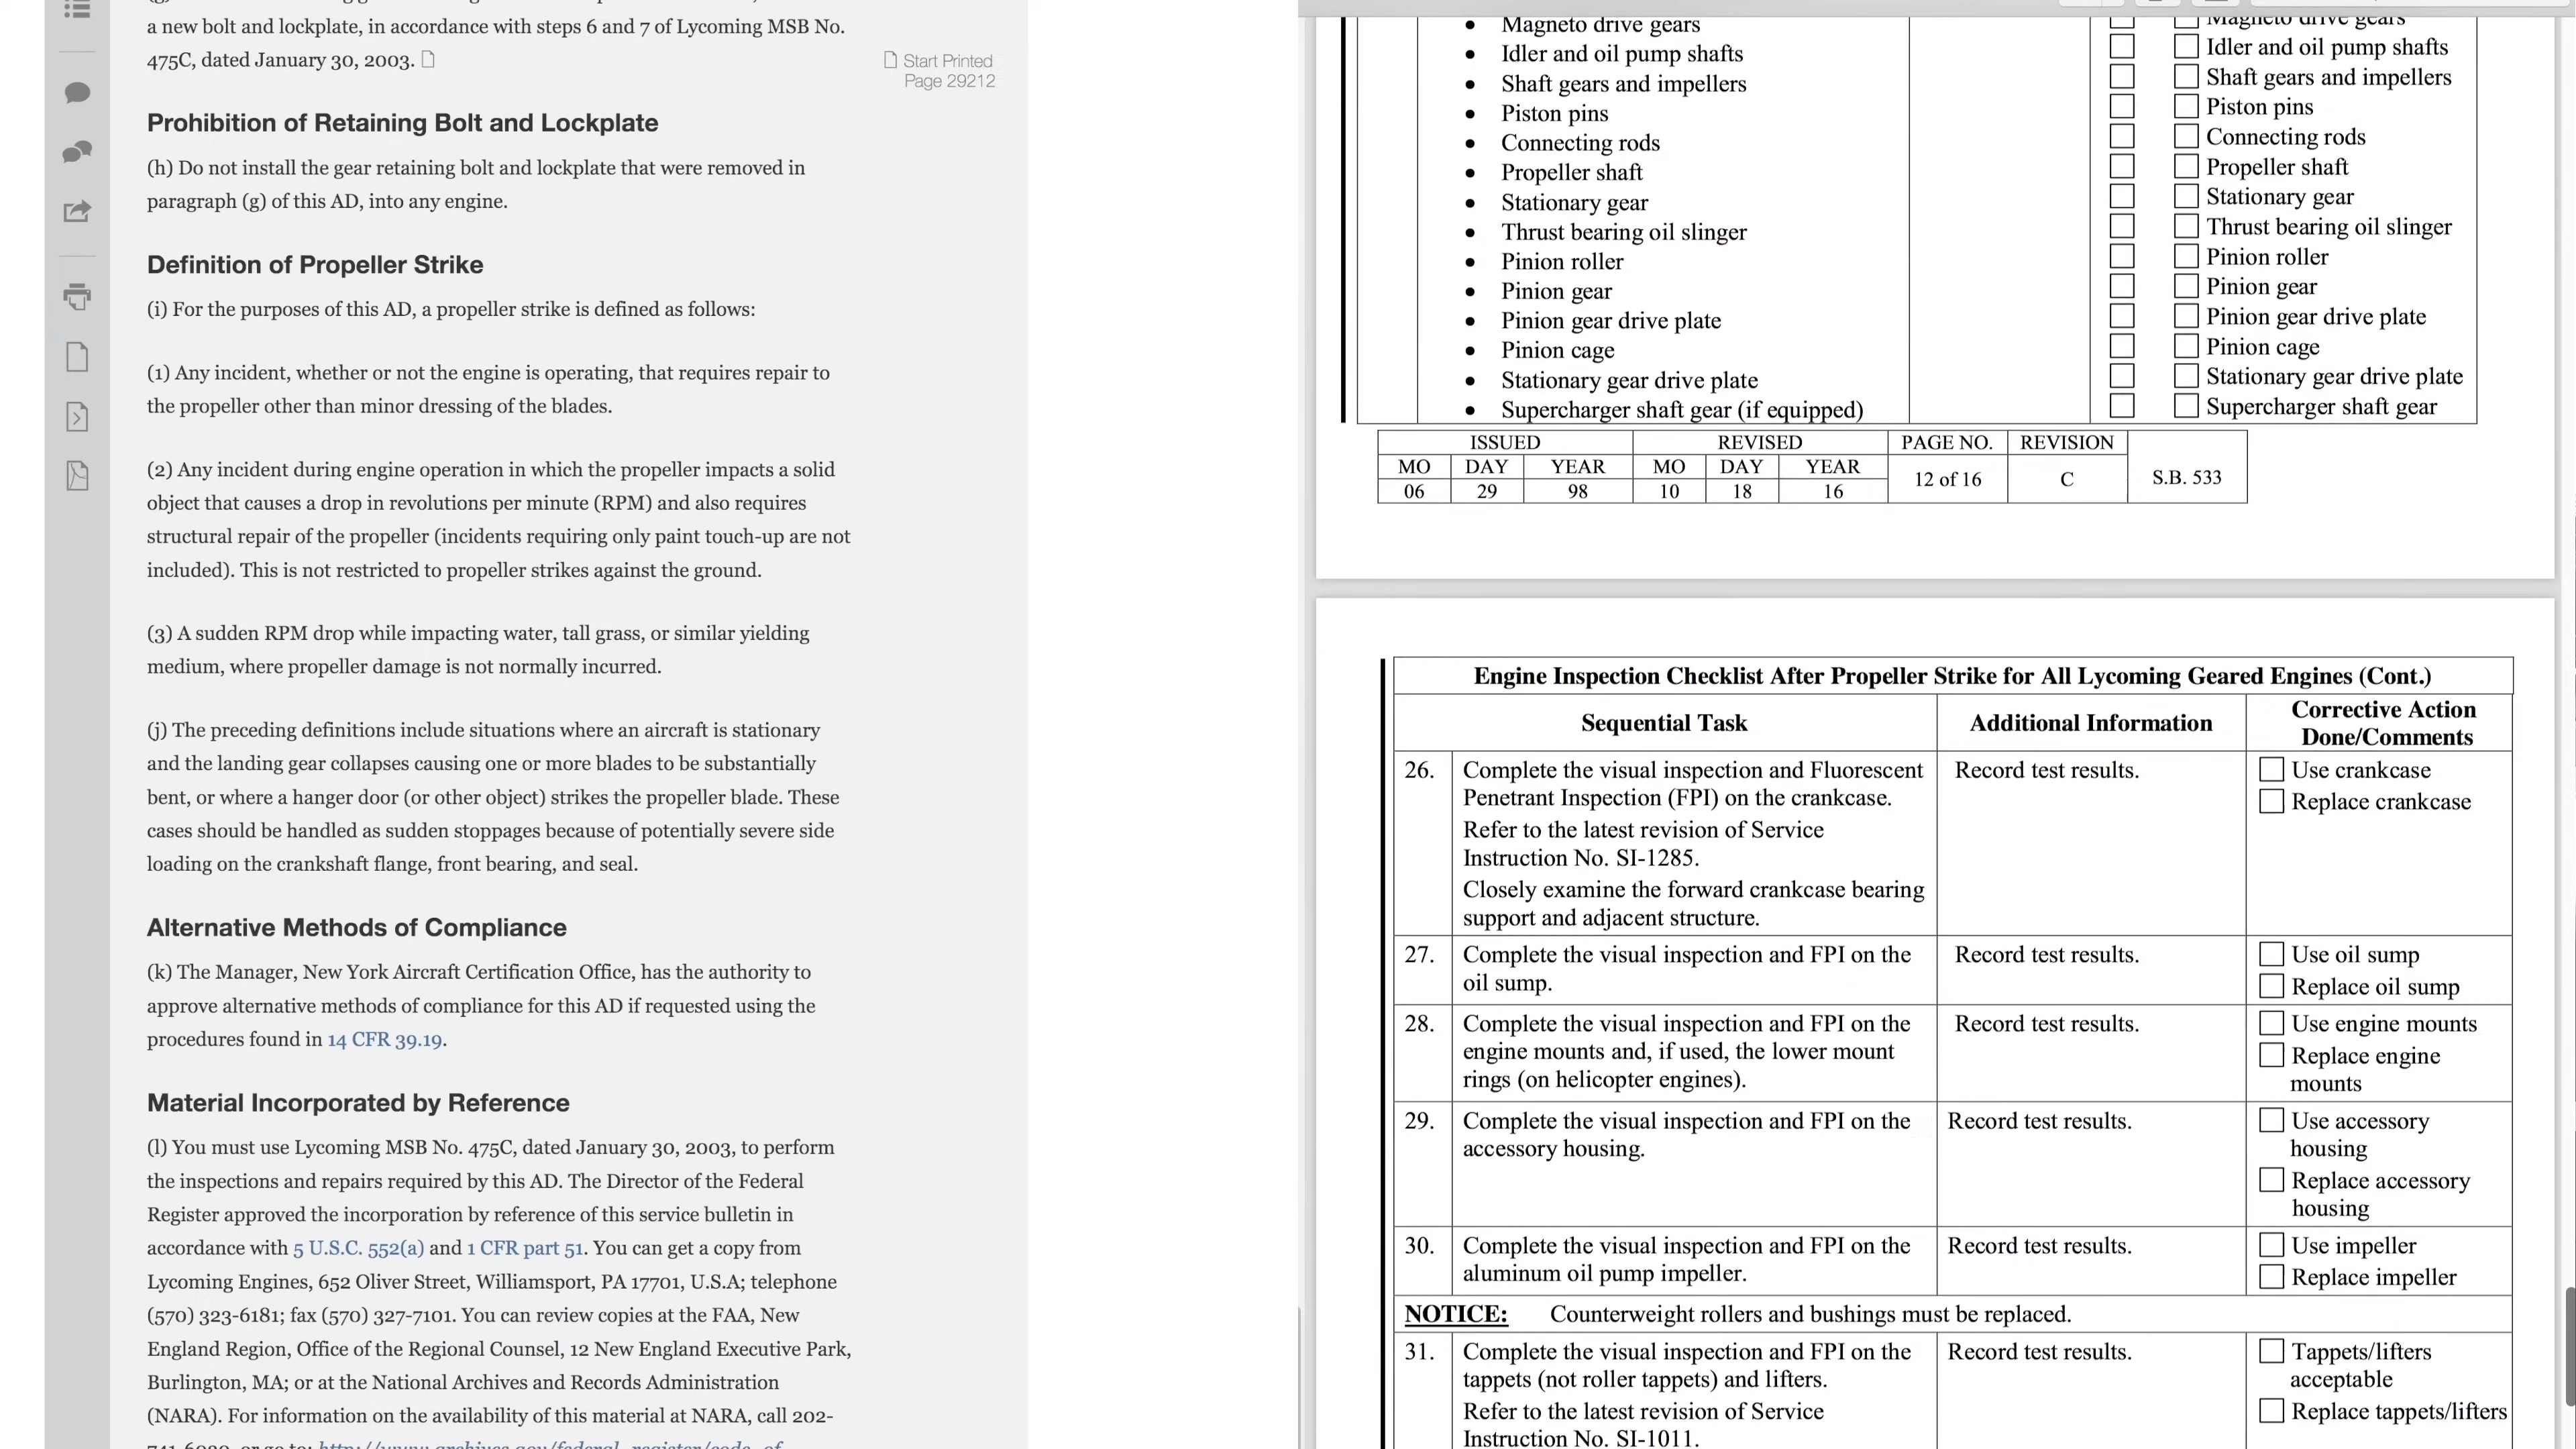 a new bolt and lockplate, in accordance with steps 6 and 7 of Lycoming MSB No.
475C, dated January 30, 2003.
Start Printed
Page 29212
Prohibition of Retaining Bolt and Lockplate
(h) Do not install the gear retaining bolt and lockplate that were removed in
paragraph (g) of this AD, into any engine.
Definition of Propeller Strike
(i) For the purposes of this AD, a propeller strike is defined as follows:
(1) Any incident, whether or not the engine is operating, that requires repair to
the propeller other than minor dressing of the blades.
(2) Any incident during engine operation in which the propeller impacts a solid
object that causes a drop in revolutions per minute (RPM) and also requires
structural repair of the propeller (incidents requiring only paint touch-up are not
included). This is not restricted to propeller strikes against the ground.
(3) A sudden RPM drop while impacting water, tall grass, or similar yielding
medium, where propeller damage is not normally incurred.
(j) The preceding definitions include situations where an aircraft is stationary
and the landing gear collapses causing one or more blades to be substantially
bent, or where a hanger door (or other object) strikes the propeller blade. These
cases should be handled as sudden stoppages because of potentially severe side
loading on the crankshaft flange, front bearing, and seal.
Alternative Methods of Compliance
(k) The Manager, New York Aircraft Certification Office, has the authority to
approve alternative methods of compliance for this AD if requested using the
procedures found in 14 CFR 39.19.
Material Incorporated by Reference
(l) You must use Lycoming MSB No. 475C, dated January 30, 2003, to perform
the inspections and repairs required by this AD. The Director of the Federal
Register approved the incorporation by reference of this service bulletin in
accordance with 5 U.S.C. 552(a) and 1 CFR part 51. You can get a copy from
Lycoming Engines, 652 Oliver Street, Williamsport, PA 17701, U.S.A; telephone
(570) 323-6181; fax (570) 327-7101. You can review copies at the FAA, New
England Region, Office of the Regional Counsel, 12 New England Executive Park,
Burlington, MA; or at the National Archives and Records Administration
(NARA). For information on the availability of this material at NARA, call 202-
Magneto drive gears Magneto drive gears
Idler and oil pump shafts Idler and oil pump shafts
Shaft gears and impellers Shaft gears and impellers
Piston pins Piston pins
Connecting rods Connecting rods
Propeller shaft Propeller shaft
Stationary gear Stationary gear
Thrust bearing oil slinger Thrust bearing oil slinger
Pinion roller Pinion roller
Pinion gear Pinion gear
Pinion gear drive plate Pinion gear drive plate
Pinion cage Pinion cage
Stationary gear drive plate Stationary gear drive plate
Supercharger shaft gear (if equipped) Supercharger shaft gear
ISSUED REVISED PAGE NO. REVISION
MO DAY YEAR MO DAY YEAR 12 of 16 C S.B. 533
06 29 98 10 18 16
Engine Inspection Checklist After Propeller Strike for All Lycoming Geared Engines (Cont.)
Sequential Task Additional Information Corrective Action
Done/Comments
26. Complete the visual inspection and Fluorescent Record test results. Use crankcase
Penetrant Inspection (FPI) on the crankcase. Replace crankcase
Refer to the latest revision of Service
Instruction No. SI-1285.
Closely examine the forward crankcase bearing
support and adjacent structure.
27. Complete the visual inspection and FPI on the Record test results. Use oil sump
oil sump. Replace oil sump
28. Complete the visual inspection and FPI on the Record test results. Use engine mounts
engine mounts and, if used, the lower mount Replace engine
rings (on helicopter engines). mounts
29. Complete the visual inspection and FPI on the Record test results. Use accessory
accessory housing. housing
Replace accessory
housing
30. Complete the visual inspection and FPI on the Record test results. Use impeller
aluminum oil pump impeller. Replace impeller
NOTICE: Counterweight rollers and bushings must be replaced.
31. Complete the visual inspection and FPI on the Record test results. Tappets/lifters
tappets (not roller tappets) and lifters. acceptable
Refer to the latest revision of Service Replace tappets/lifters
Instruction No. SI-1011.